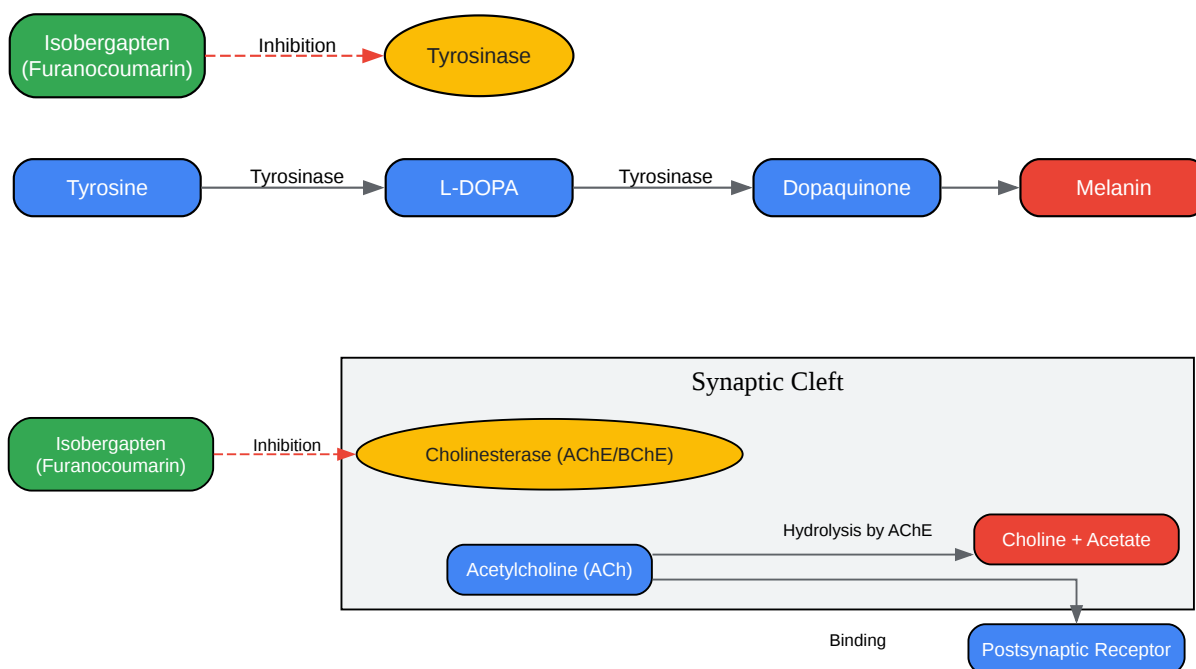 Isobergapten
(Furanocoumarin)
Inhibition
Tyrosinase
Tyrosine
Tyrosinase
L-DOPA
Tyrosinase
Dopaquinone
Melanin
Synaptic Cleft
Isobergapten
(Furanocoumarin)
Inhibition
Cholinesterase (AChE/BChE)
Hydrolysis by AChE
Choline + Acetate
Acetylcholine (ACh)
Binding
Postsynaptic Receptor